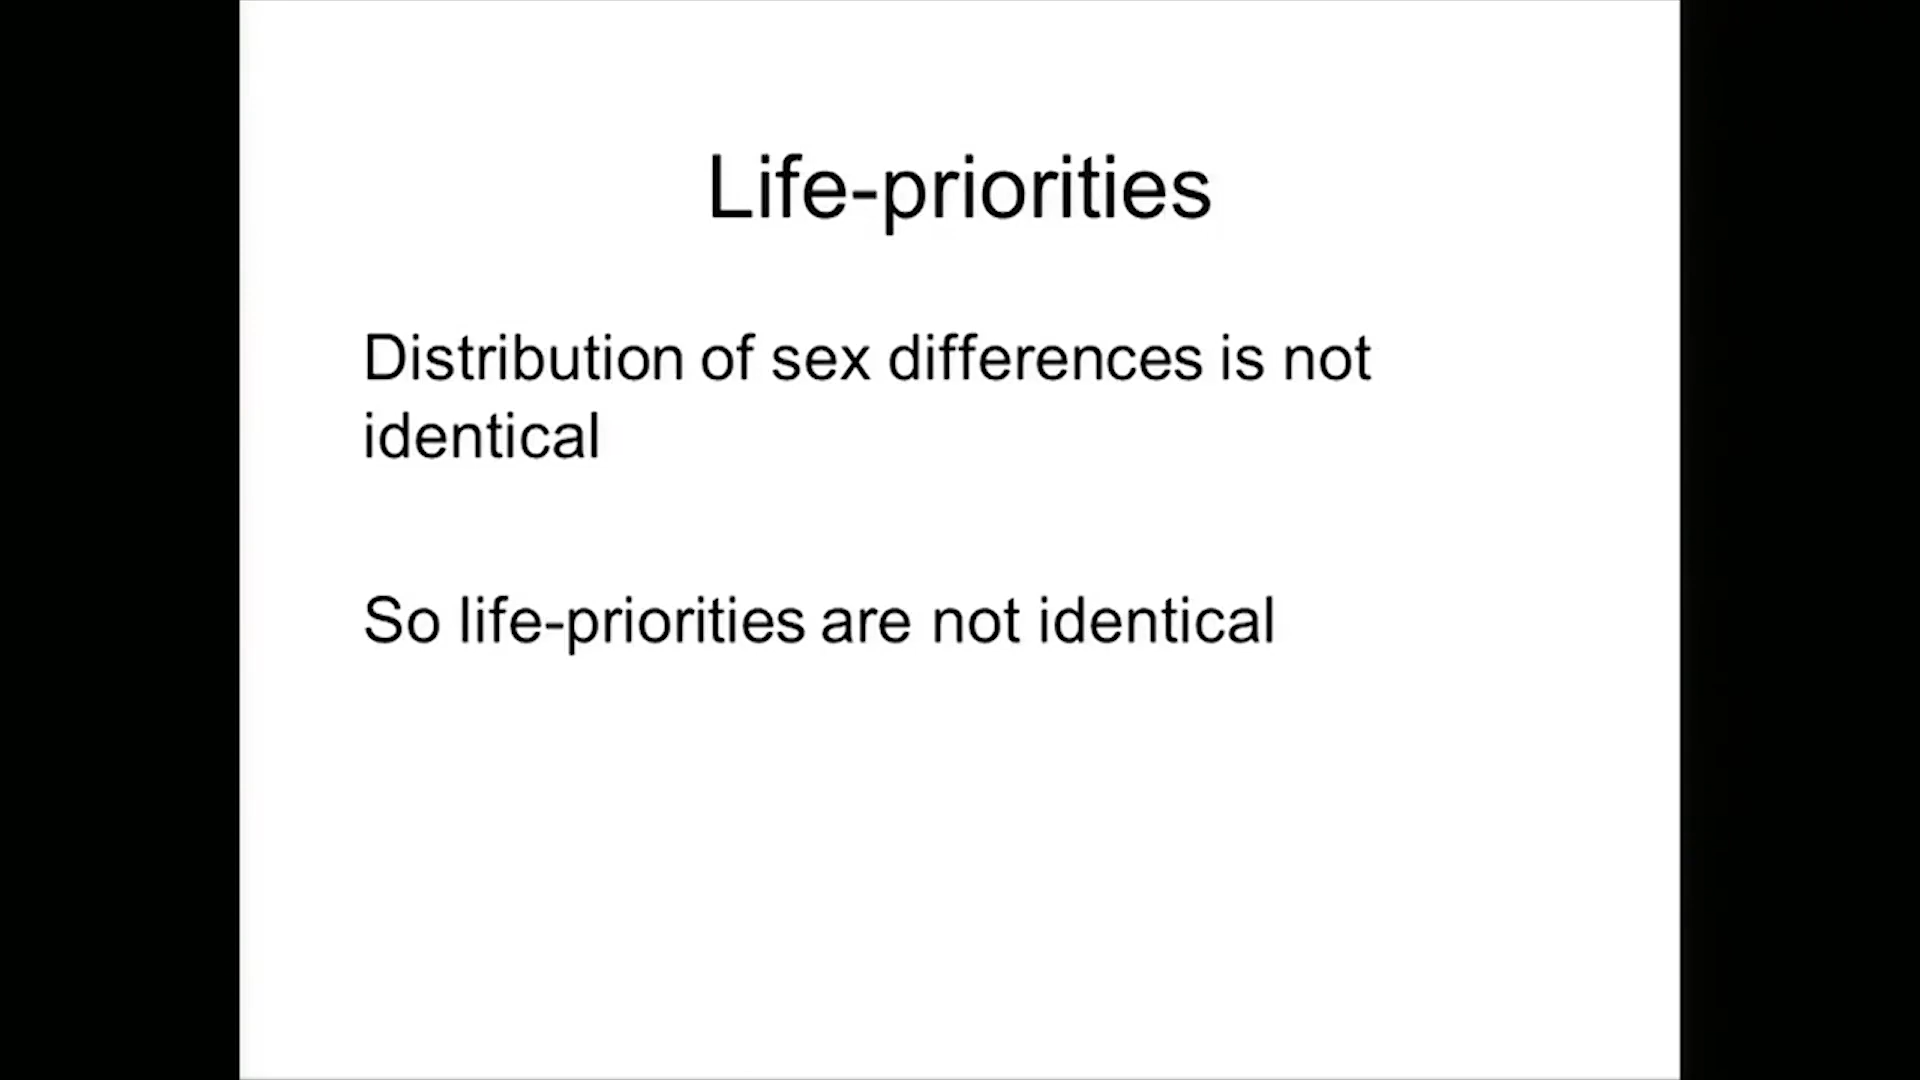 Life-priorities
Distribution of sex differences is not
identical
So life-priorities are not identical